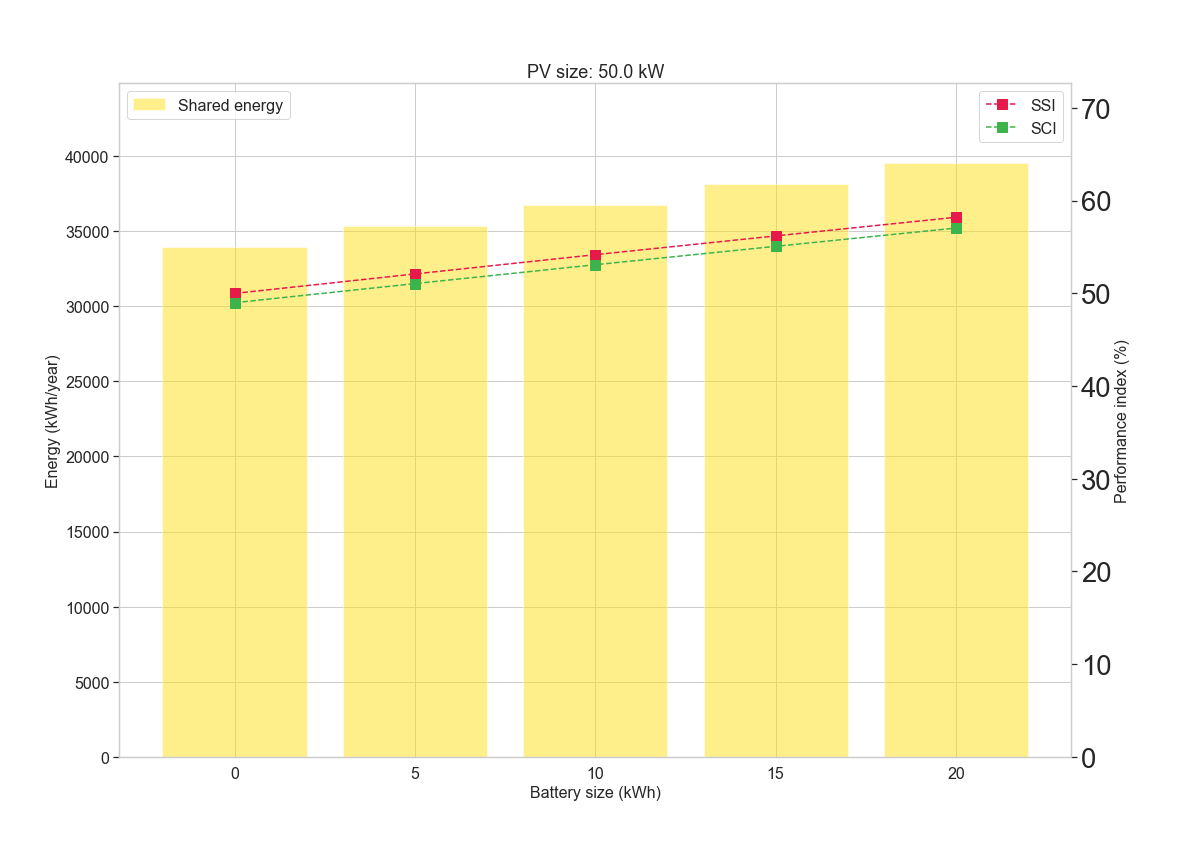 PV size: 50.0 kW
Shared energy
SSI
SCI
Energy (kWh/year)
40000
35000
30000
25000
20000
15000
10000
5000
0
70
60
50
40
30
20
10
0
Performance index (%)
0 5 10 15 20
Battery size (kWh)